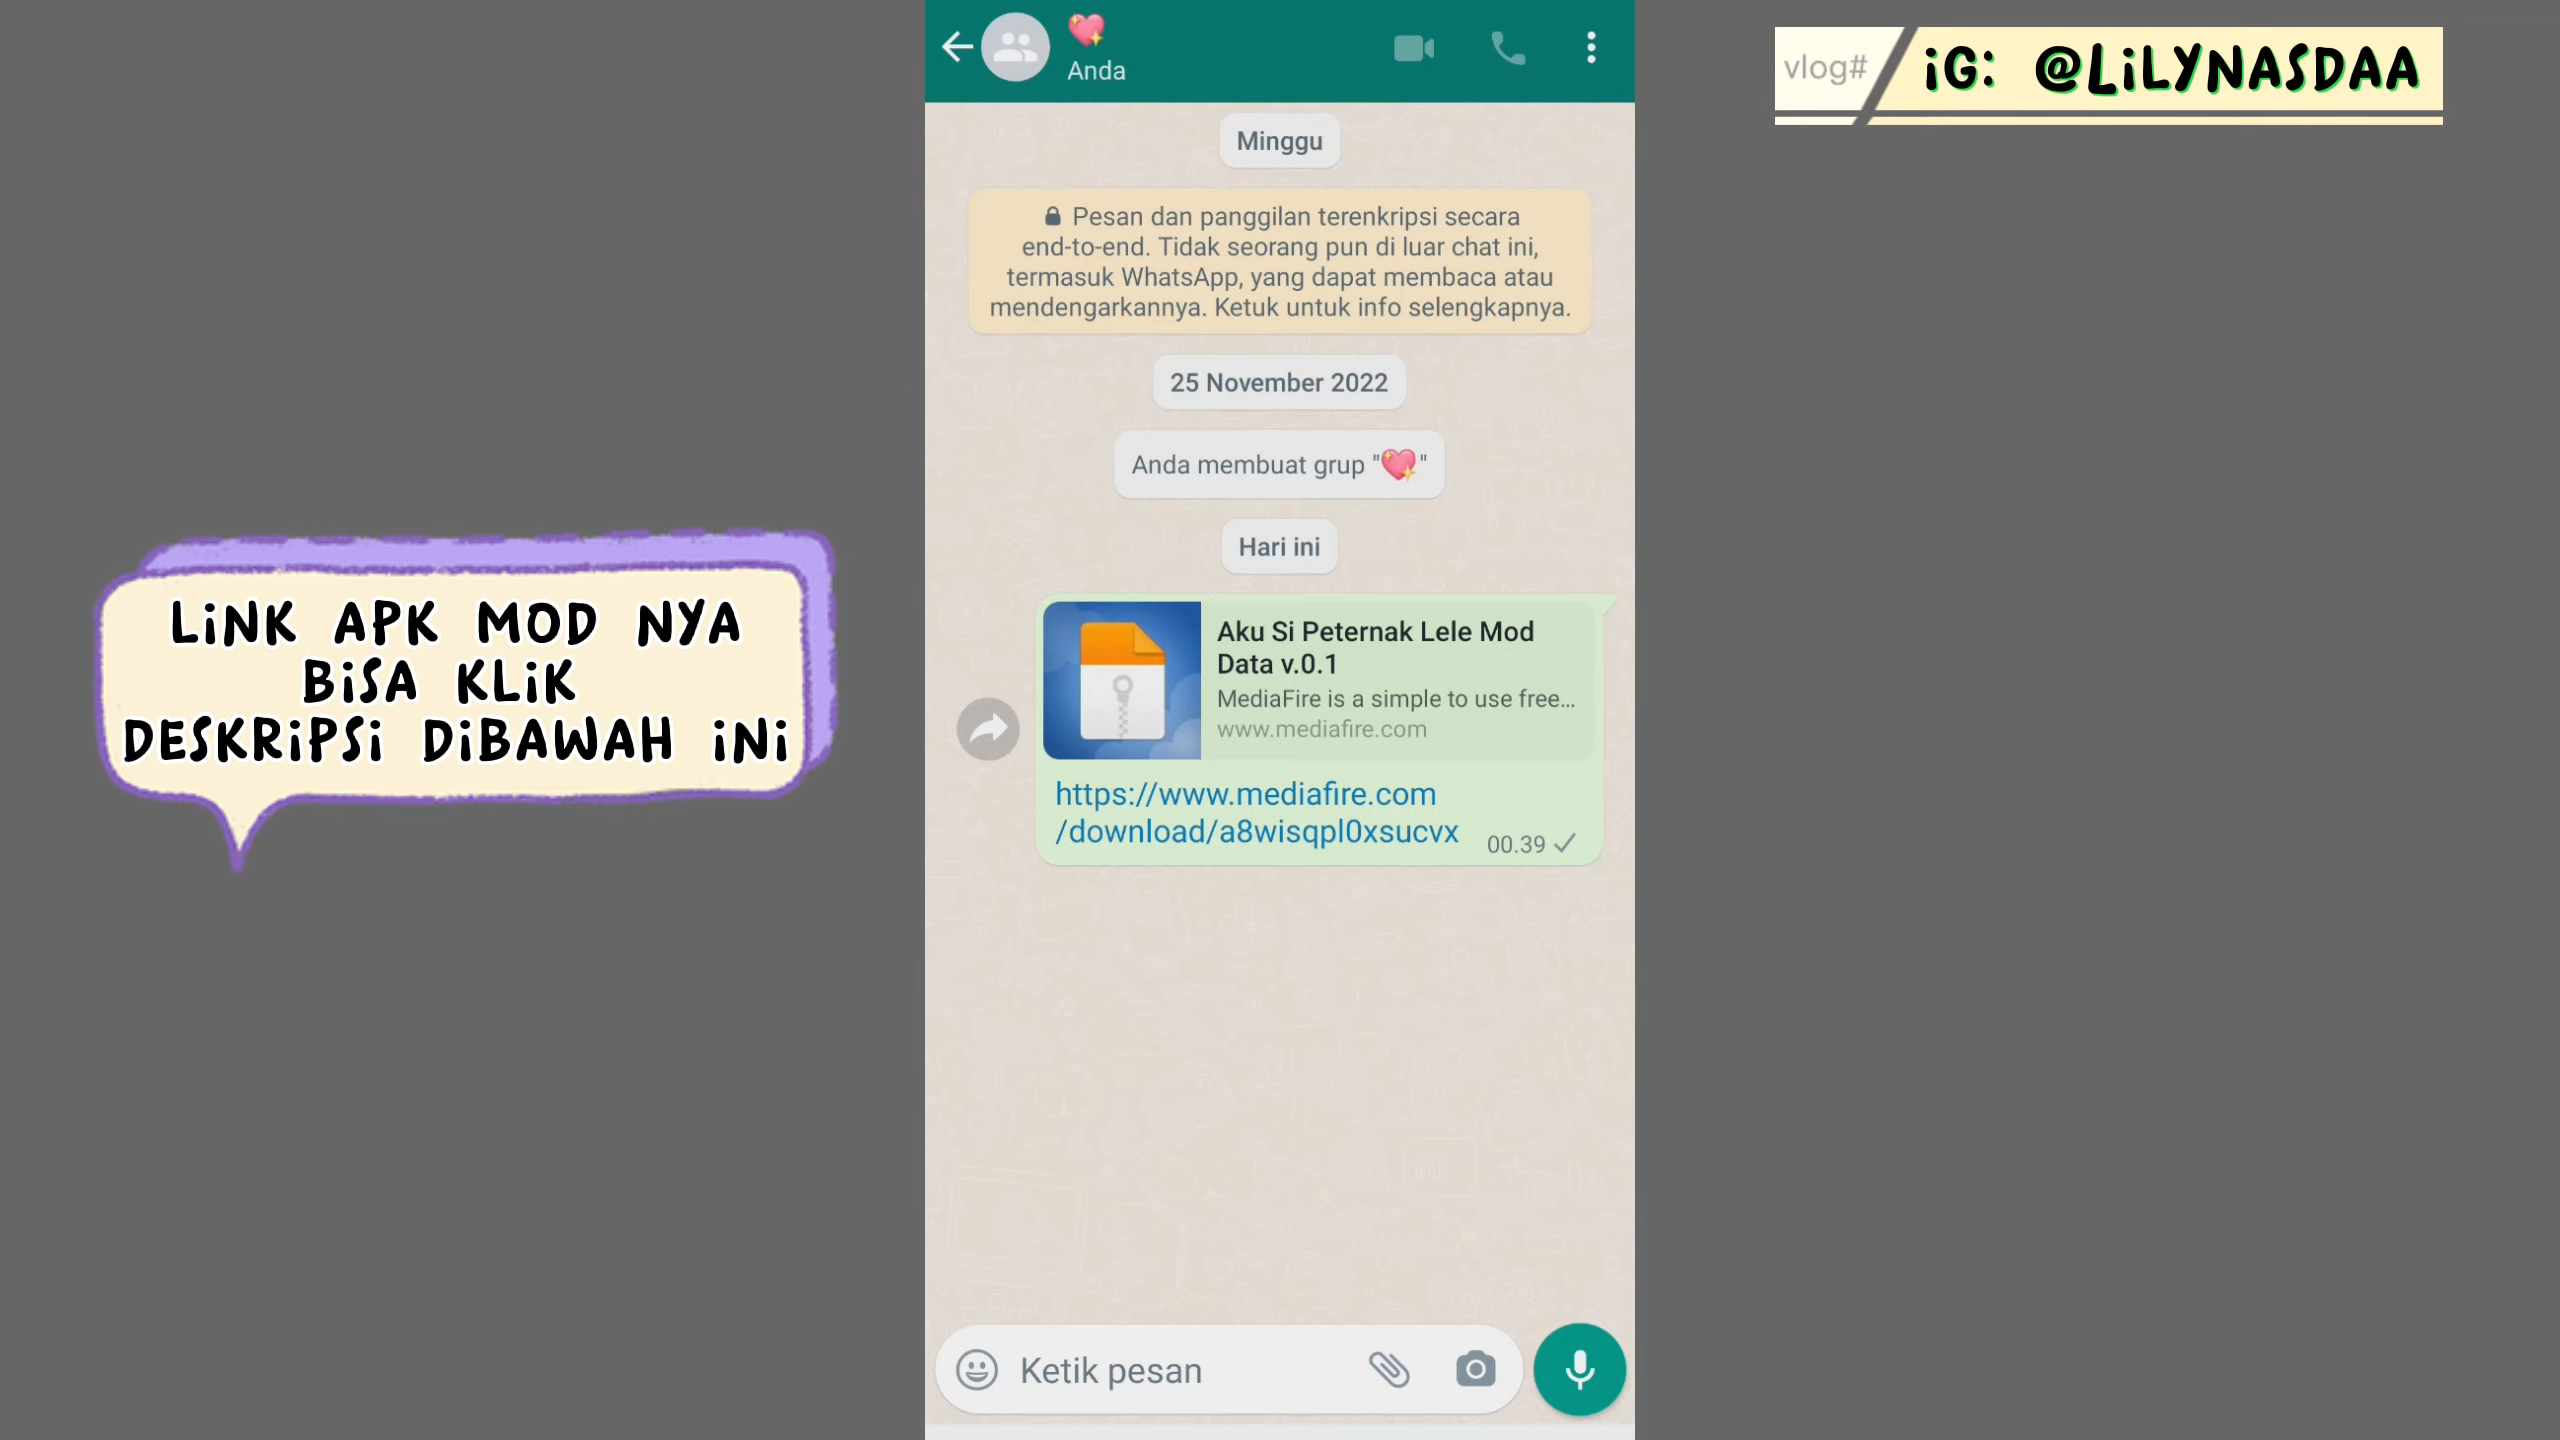 Anda
vlog#
iG: @LiLYNASDAA
Minggu
Pesan dan panggilan terenkripsi secara
end-to-end. Tidak seorang pun di luar chat ini,
termasuk WhatsApp, yang dapat membaca atau
mendengarkannya. Ketuk untuk info selengkapnya.
25 November 2022
Anda membuat grup "💖"
Hari ini
LiNK APK MOD NYA
BiSA KLiK
DESKRiPSi DiBAWAH iNi
Aku Si Peternak Lele Mod
Data v.0.1
MediaFire is a simple to use free...
www.mediafire.com
https://www.mediafire.com
/download/a8wisqpl0xsucvx
00.39
Ketik pesan